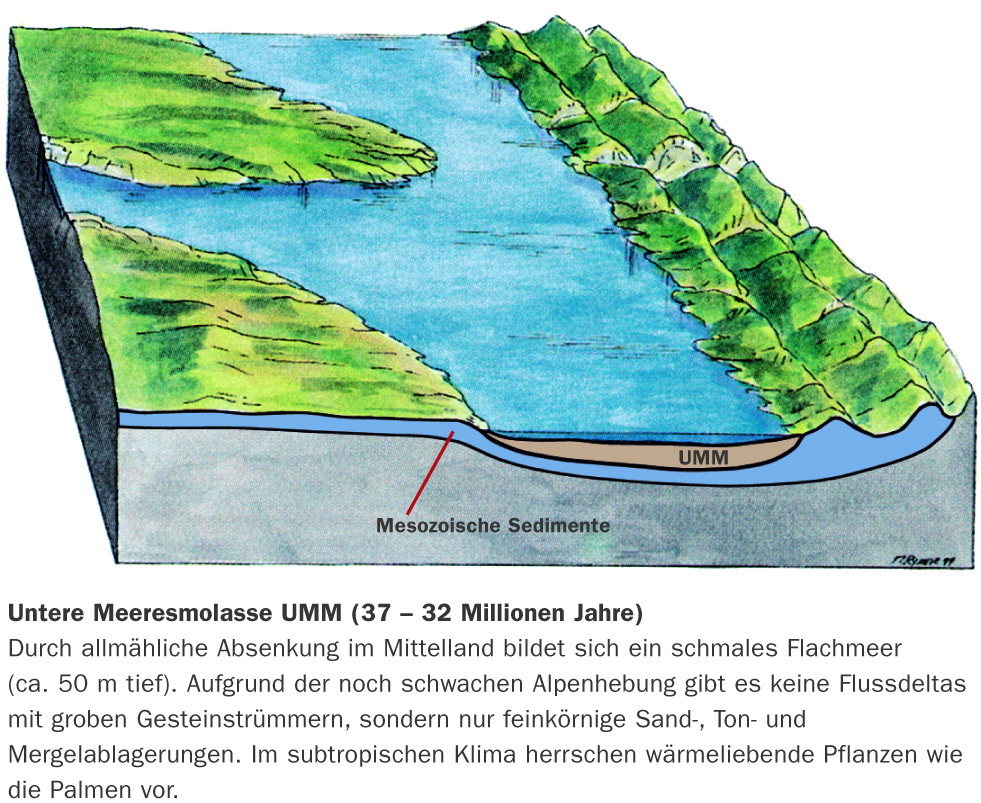 UMM
Mesozoische Sedimente
Untere Meeresmolasse UMM (37 – 32 Millionen Jahre)
Durch allmähliche Absenkung im Mittelland bildet sich ein schmales Flachmeer
(ca. 50 m tief). Aufgrund der noch schwachen Alpenhebung gibt es keine Flussdeltas
mit groben Gesteinstrümmern, sondern nur feinkörnige Sand-, Ton- und
Mergelablagerungen. Im subtropischen Klima herrschen wärmeliebende Pflanzen wie
die Palmen vor.